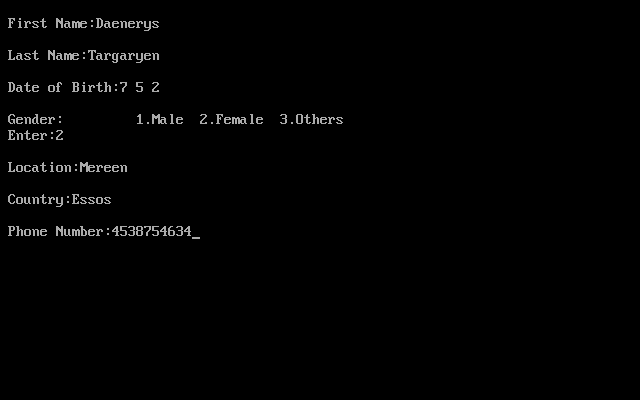 First Name:Daenerys
Last Name:Targaryen
Date of Birth:7 5 2
Gender:         1.Male  2.Female  3.Others
Enter:2
Location:Mereen
Country:Essos
Phone Number:4538754634_